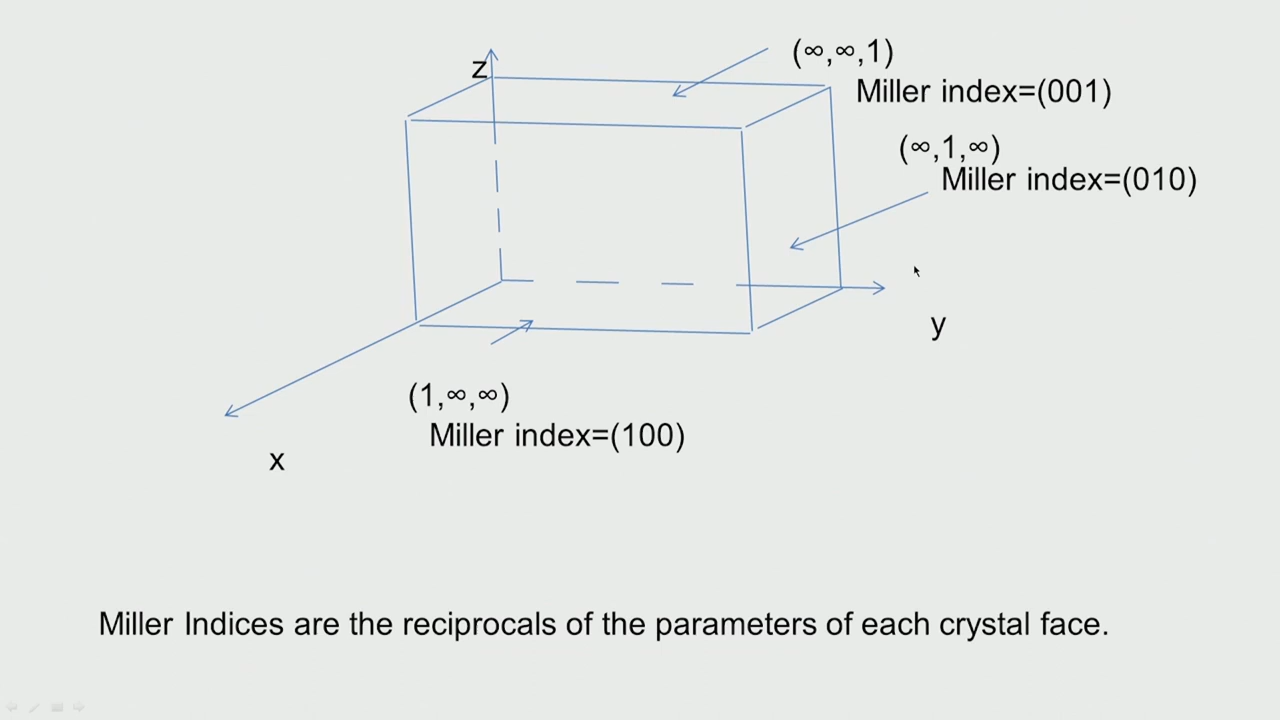 z
(∞,∞,1)
Miller index=(001)
(∞,1,∞)
Miller index=(010)
y
(1,∞,∞)
Miller index=(100)
x
Miller Indices are the reciprocals of the parameters of each crystal face.